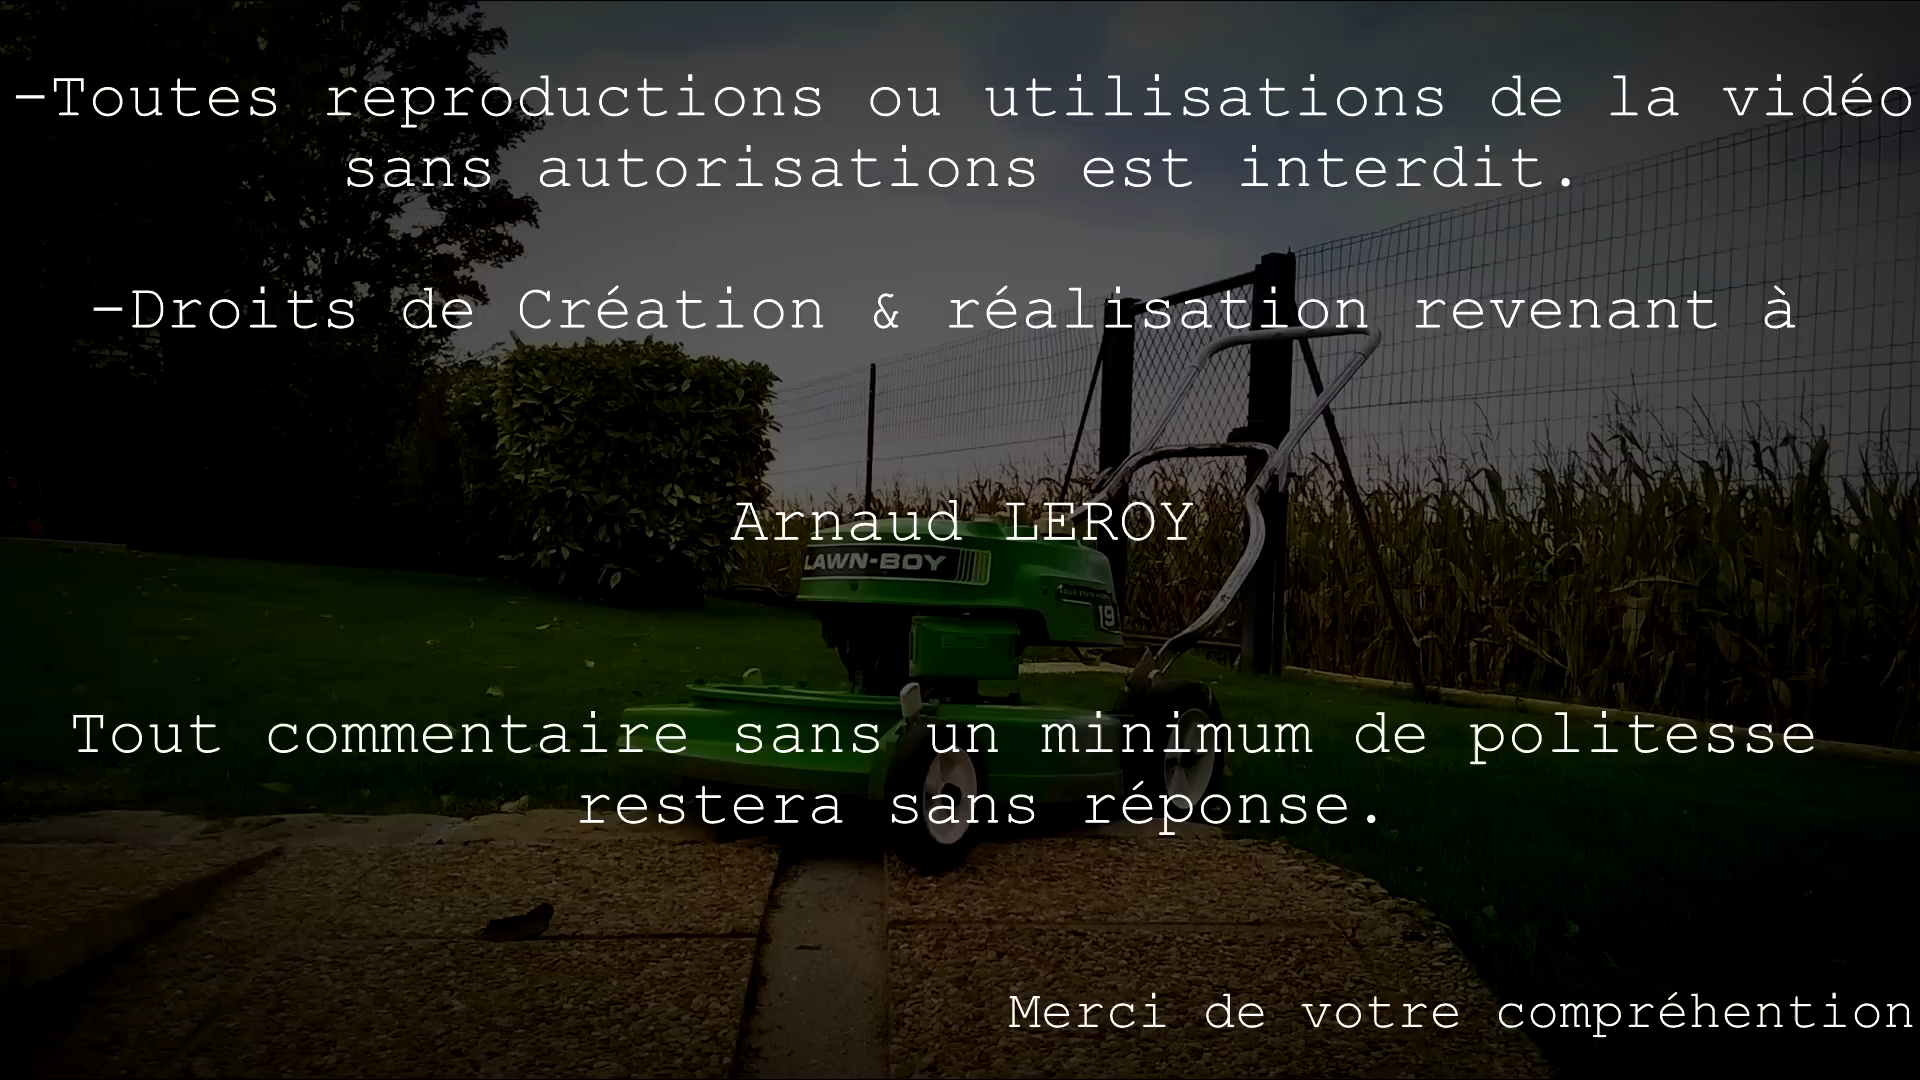 -Toutes reproductions ou utilisations de la vidéo
sans autorisations est interdit.
-Droits de Création & réalisation revenant à
Arnaud LEROY
LAWN-BOY
19
Tout commentaire sans un minimum de politesse
restera sans réponse.
Merci de votre compréhention